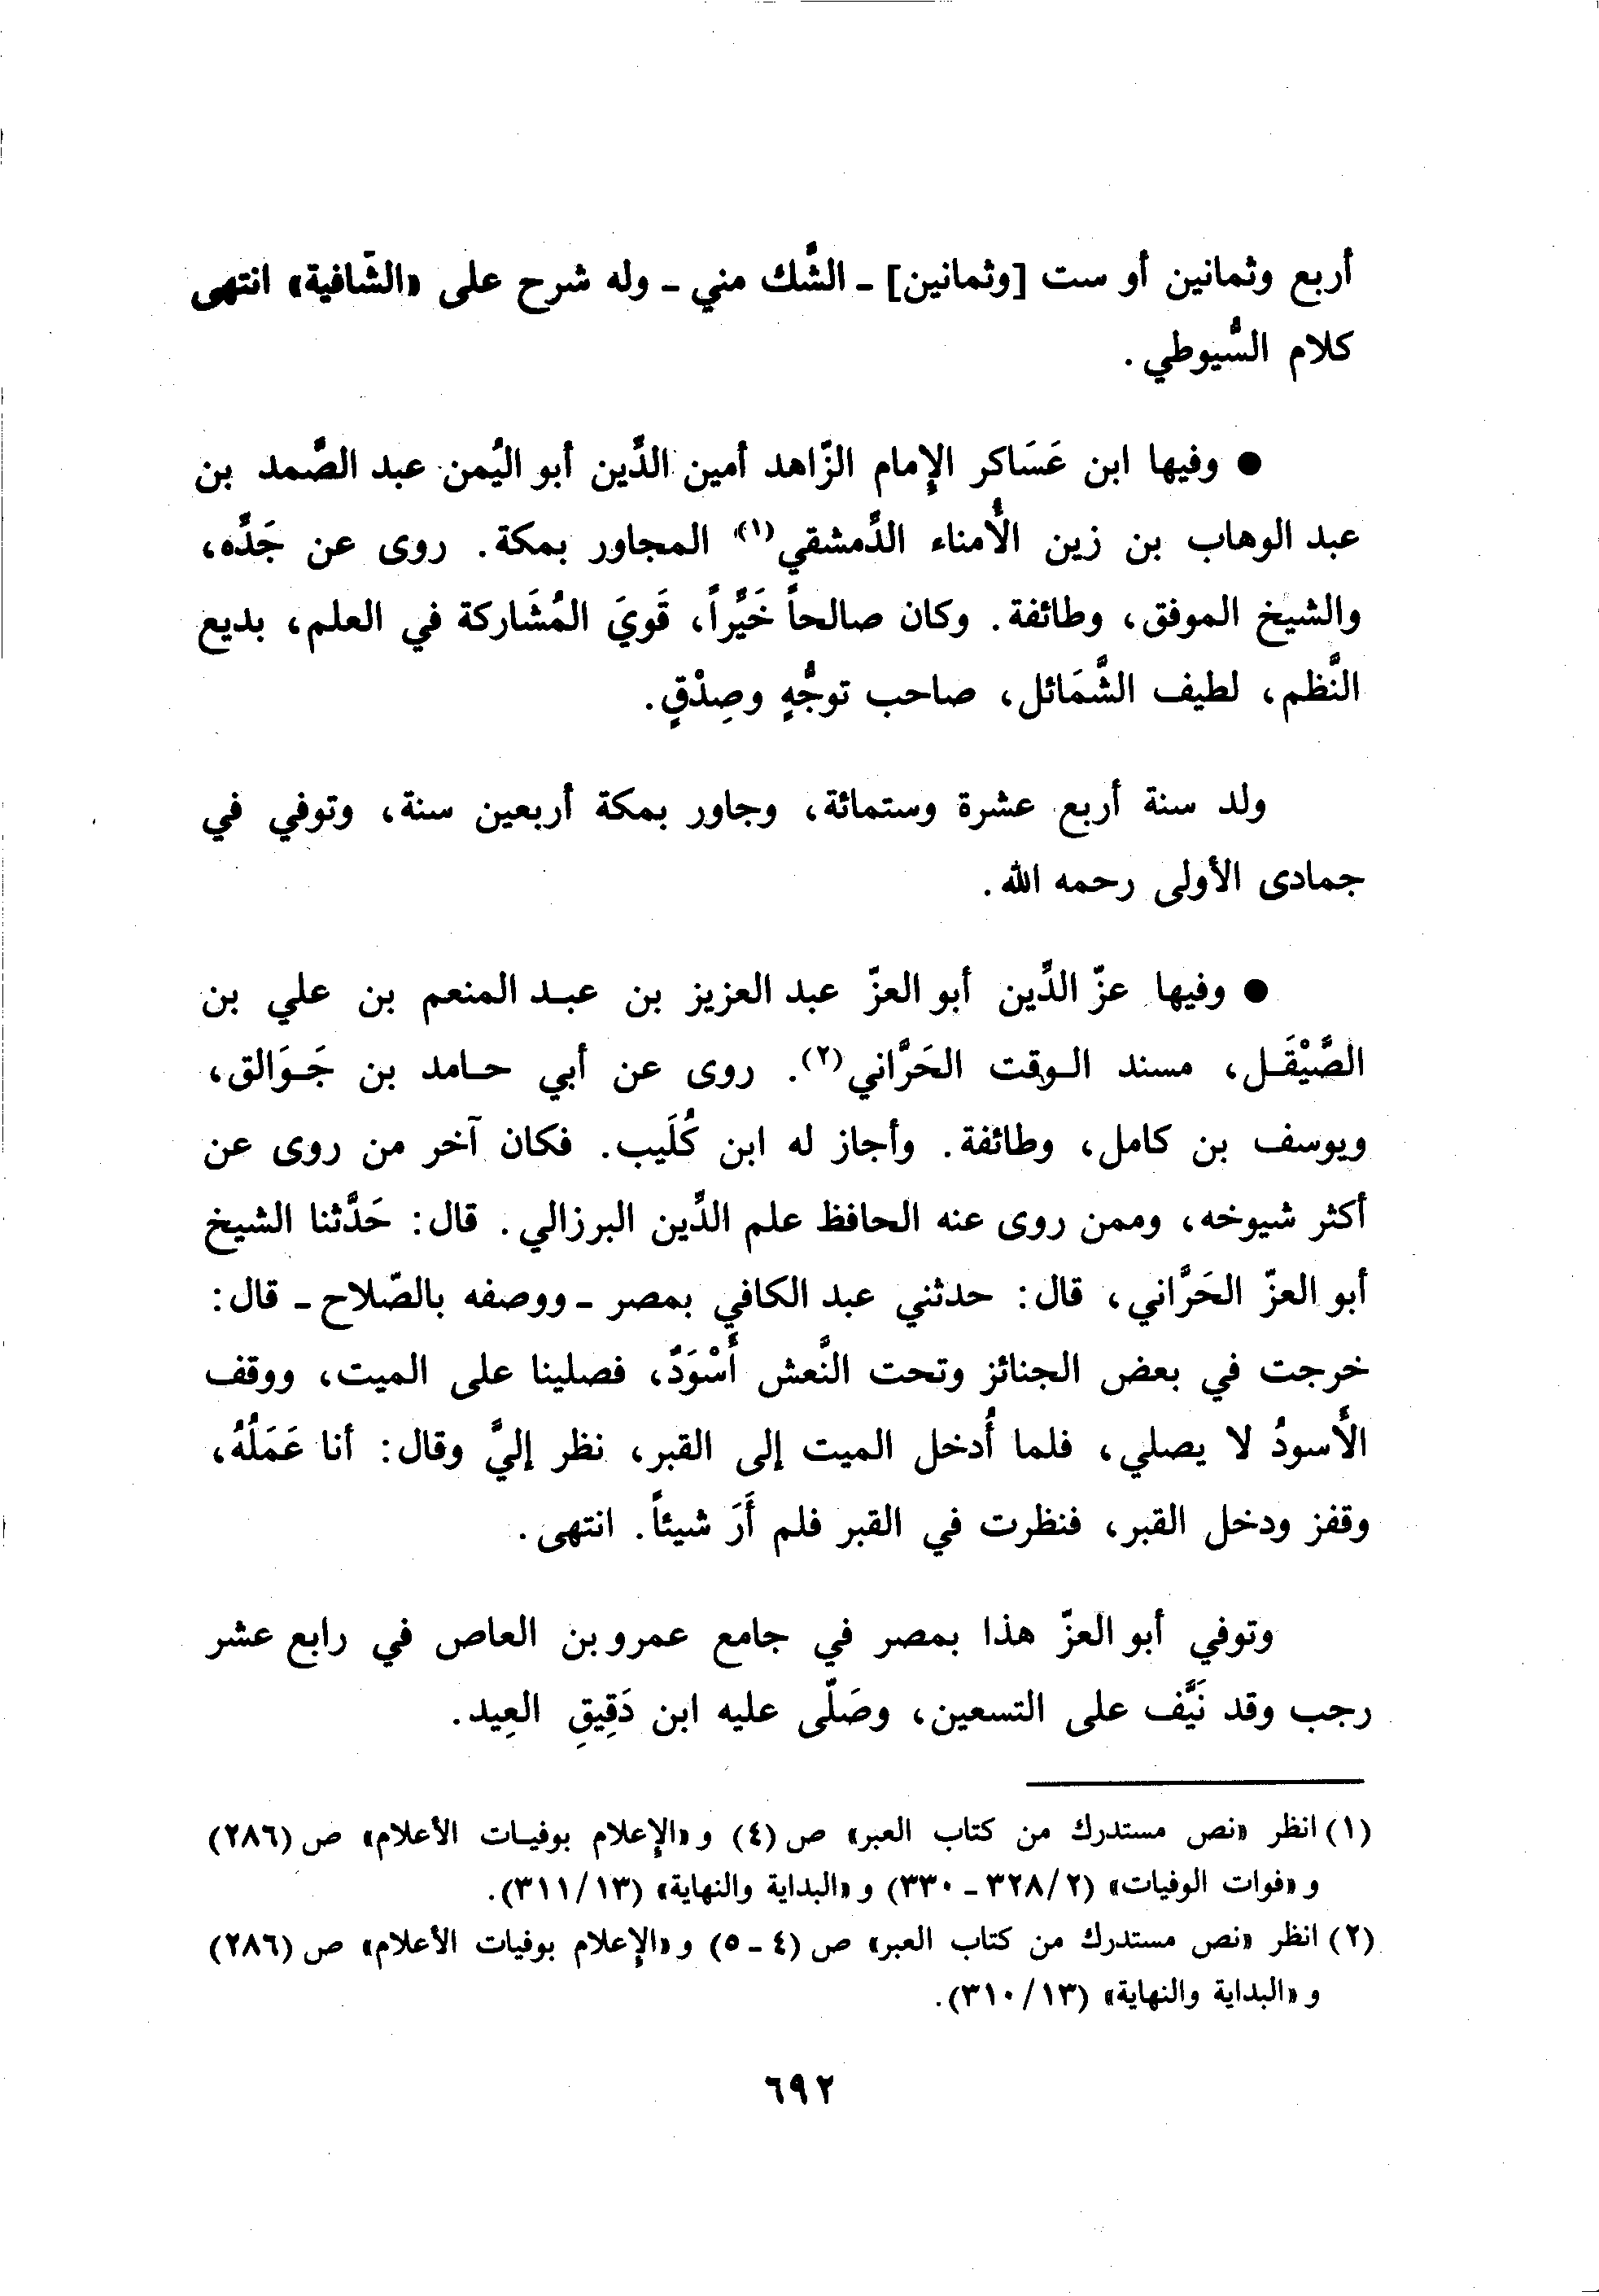 أربع وثمانين أو ست [وثمانين] - الشَّك مني - وله شرح على «الشّافية» انتهى
كلام السُّيوطي.
● وفيها ابن عَسَاكر الإِمام الزّاهد أمين الدِّين أبو اليُمن عبد الصَّمد بن
عبد الوهاب بن زين الأُمناء الدِّمشقي(١) المجاور بمكة. روى عن جَدِّه،
والشيخ الموفق، وطائفة. وكان صالحاً خَيِّراً، قَويَ المُشَاركة في العلم، بديع
النَّظم، لطيف الشَّمَائل، صاحب توجُّهٍ وصِدْقٍ.
ولد سنة أربع عشرة وستمائة، وجاور بمكة أربعين سنة، وتوفي في
جمادى الأولى رحمه الله.
● وفيها عزّ الدِّين أبو العزّ عبد العزيز بن عبد المنعم بن علي بن
الصَّيْقَل، مسند الوقت الحَرَّاني(٢). روى عن أبي حامد بن جَوَالق،
ويوسف بن كامل، وطائفة. وأجاز له ابن كُلَيب. فكان آخر من روى عن
أكثر شيوخه، وممن روى عنه الحافظ علم الدِّين البرزالي. قال: حَدَّثنا الشيخ
أبو العزّ الحَرَّاني، قال: حدثني عبد الكافي بمصر - ووصفه بالصّلاح - قال:
خرجت في بعض الجنائز وتحت النَّعش أَسْوَدٌ، فصلينا على الميت، ووقف
الأَسودُ لا يصلي، فلما أُدخل الميت إلى القبر، نظر إليَّ وقال: أنا عَمَلُهُ،
وقفز ودخل القبر، فنظرت في القبر فلم أَرَ شيئاً. انتهى.
وتوفي أبو العزّ هذا بمصر في جامع عمرو بن العاص في رابع عشر
رجب وقد نَيَّف على التسعين، وصَلّى عليه ابن دَقِيقِ العِيد.
(١) انظر «نص مستدرك من كتاب العبر» ص (٤) و «الإِعلام بوفيات الأعلام» ص (٢٨٦)
و «فوات الوفيات» (٢/ ٣٢٨ - ٣٣٠) و «البداية والنهاية» (١٣/ ٣١١).
(٢) انظر «نص مستدرك من كتاب العبر» ص (٤ - ٥) و «الإِعلام بوفيات الأعلام» ص (٢٨٦)
و «البداية والنهاية» (١٣/ ٣١٠).
٦٩٢